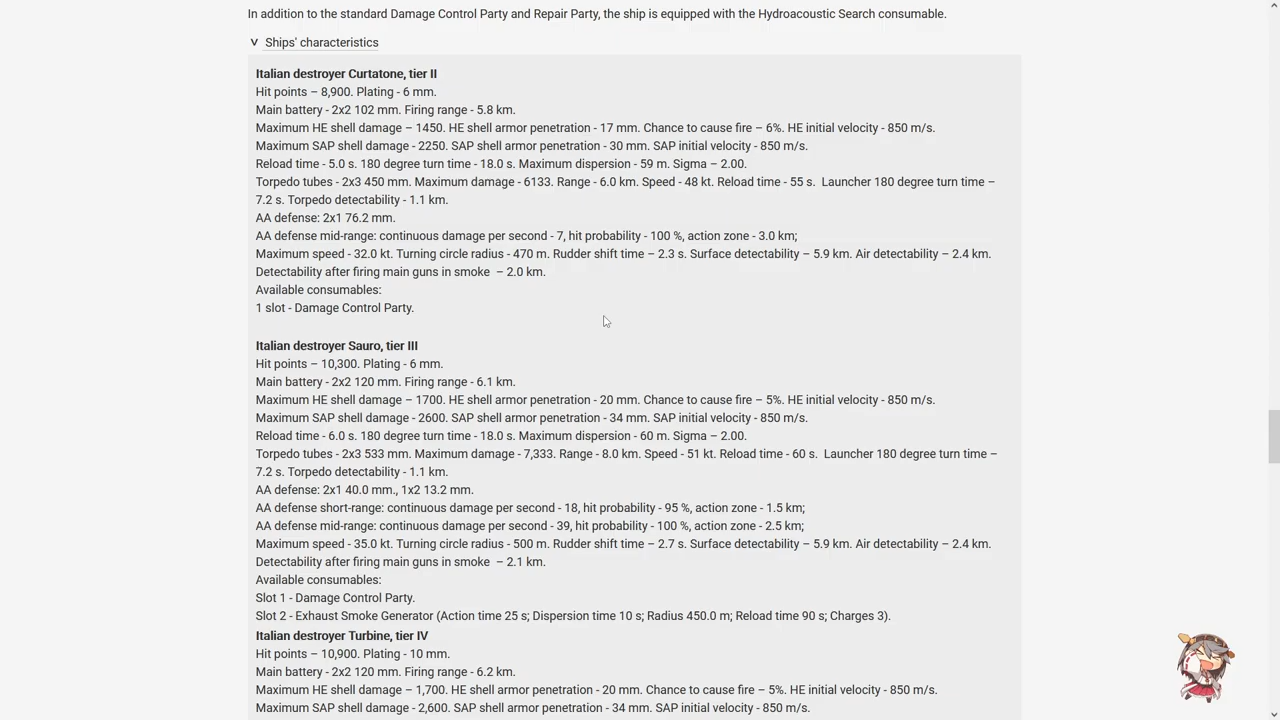 In addition to the standard Damage Control Party and Repair Party, the ship is equipped with the Hydroacoustic Search consumable.
Ships' characteristics
Italian destroyer Curtatone, tier II
Hit points – 8,900. Plating - 6 mm.
Main battery - 2x2 102 mm. Firing range - 5.8 km.
Maximum HE shell damage – 1450. HE shell armor penetration - 17 mm. Chance to cause fire – 6%. HE initial velocity - 850 m/s.
Maximum SAP shell damage - 2250. SAP shell armor penetration - 30 mm. SAP initial velocity - 850 m/s.
Reload time - 5.0 s. 180 degree turn time - 18.0 s. Maximum dispersion - 59 m. Sigma – 2.00.
Torpedo tubes - 2x3 450 mm. Maximum damage - 6133. Range - 6.0 km. Speed - 48 kt. Reload time - 55 s.  Launcher 180 degree turn time –
7.2 s. Torpedo detectability - 1.1 km.
AA defense: 2x1 76.2 mm.
AA defense mid-range: continuous damage per second - 7, hit probability - 100 %, action zone - 3.0 km;
Maximum speed - 32.0 kt. Turning circle radius - 470 m. Rudder shift time – 2.3 s. Surface detectability – 5.9 km. Air detectability – 2.4 km.
Detectability after firing main guns in smoke  – 2.0 km.
Available consumables:
1 slot - Damage Control Party.
Italian destroyer Sauro, tier III
Hit points – 10,300. Plating - 6 mm.
Main battery - 2x2 120 mm. Firing range - 6.1 km.
Maximum HE shell damage – 1700. HE shell armor penetration - 20 mm. Chance to cause fire – 5%. HE initial velocity - 850 m/s.
Maximum SAP shell damage - 2600. SAP shell armor penetration - 34 mm. SAP initial velocity - 850 m/s.
Reload time - 6.0 s. 180 degree turn time - 18.0 s. Maximum dispersion - 60 m. Sigma – 2.00.
Torpedo tubes - 2x3 533 mm. Maximum damage - 7,333. Range - 8.0 km. Speed - 51 kt. Reload time - 60 s.  Launcher 180 degree turn time –
7.2 s. Torpedo detectability - 1.1 km.
AA defense: 2x1 40.0 mm., 1x2 13.2 mm.
AA defense short-range: continuous damage per second - 18, hit probability - 95 %, action zone - 1.5 km;
AA defense mid-range: continuous damage per second - 39, hit probability - 100 %, action zone - 2.5 km;
Maximum speed - 35.0 kt. Turning circle radius - 500 m. Rudder shift time – 2.7 s. Surface detectability – 5.9 km. Air detectability – 2.4 km.
Detectability after firing main guns in smoke  – 2.1 km.
Available consumables:
Slot 1 - Damage Control Party.
Slot 2 - Exhaust Smoke Generator (Action time 25 s; Dispersion time 10 s; Radius 450.0 m; Reload time 90 s; Charges 3).
Italian destroyer Turbine, tier IV
Hit points – 10,900. Plating - 10 mm.
Main battery - 2x2 120 mm. Firing range - 6.2 km.
Maximum HE shell damage – 1,700. HE shell armor penetration - 20 mm. Chance to cause fire – 5%. HE initial velocity - 850 m/s.
Maximum SAP shell damage - 2,600. SAP shell armor penetration - 34 mm. SAP initial velocity - 850 m/s.